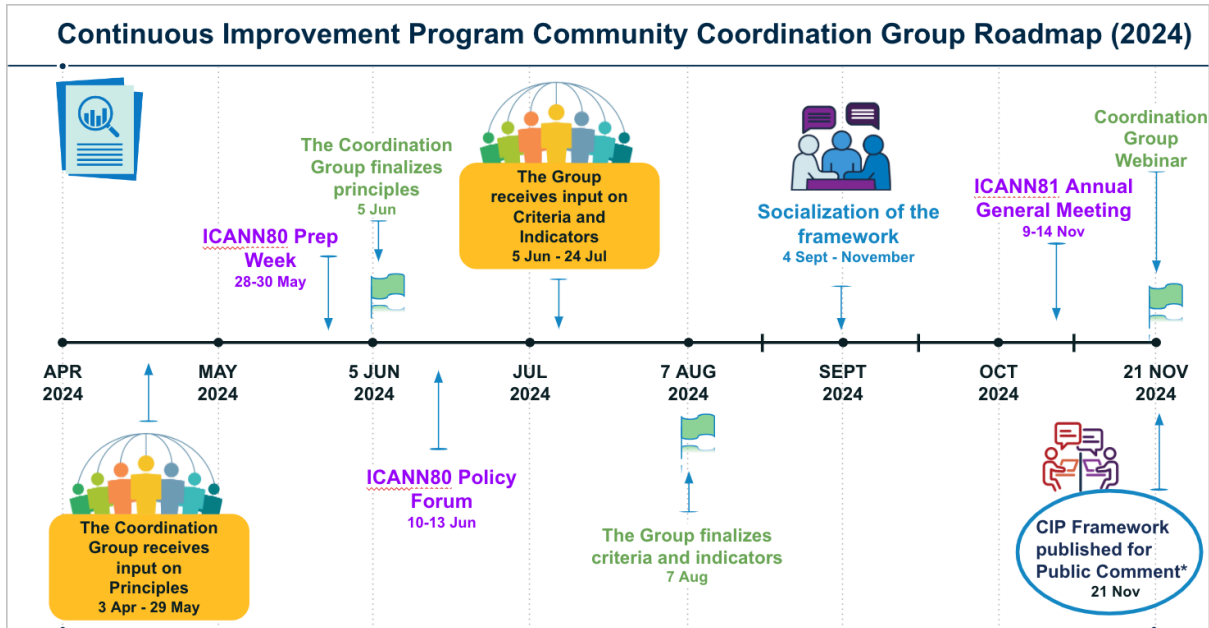 Continuous Improvement Program Community Coordination Group Roadmap (2024)
The Coordination
Group finalizes
principles
5 Jun
ICANN80 Prep
Week
28-30 May
The Group
receives input on
Criteria and
Indicators
5 Jun - 24 Jul
Socialization of the
framework
4 Sept - November
ICANN81 Annual
General Meeting
9-14 Nov
Coordination
Group
Webinar
APR
2024
MAY
2024
5 JUN
2024
JUL
2024
7 AUG
2024
SEPT
2024
OCT
2024
21 NOV
2024
The Coordination
Group receives
input on
Principles
3 Apr - 29 May
ICANN80 Policy
Forum
10-13 Jun
The Group finalizes
criteria and indicators
7 Aug
CIP Framework
published for
Public Comment*
21 Nov